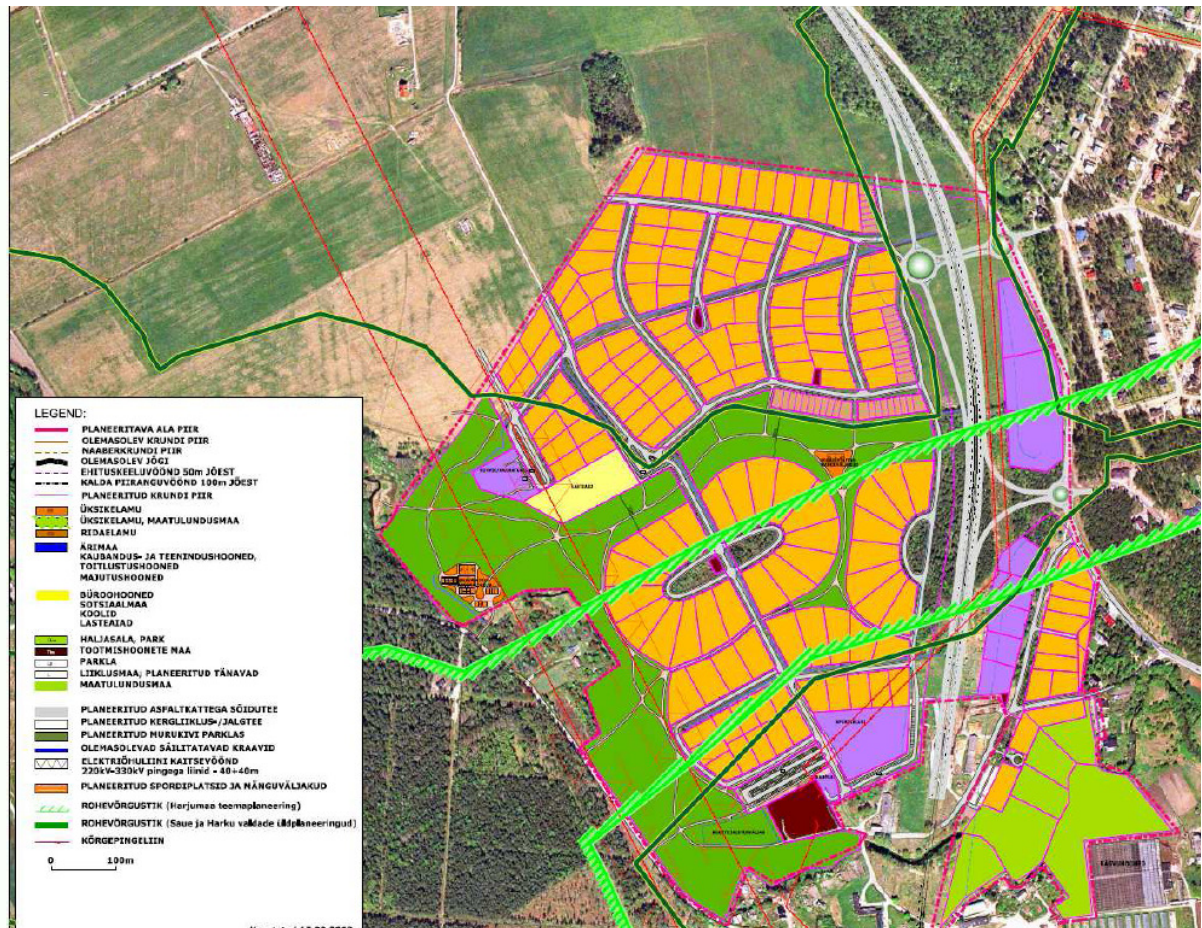 LEGEND:
PLANEERITAVA ALA PIIR
OLEMASOLEV KRUNDI PIIR
NAABERKRUNDI PIIR
OLEMASOLEV JÕGI
EHITUSKEELUVÖÖND 50m JÕEST
KALDA PIIRANGUVÖÖND 100m JÕEST
PLANEERITUD KRUNDI PIIR
ÜKSIKELAMU
ÜKSIKELAMU, MAATULUNDUSMAA
RIDAELAMU
ÄRIMAA
KAUBANDUS- JA TEENINDUSHOONED,
TOITLUSTUSHOONED
MAJUTUSHOONED
BÜROOHOONED
SOTSIAALMAA
KOOLID
LASTEAIAD
HALJASALA, PARK
TOOTMISHOONETE MAA
PARKLA
LIIKLUSMAA; PLANEERITUD TÄNAVAD
MAATULUNDUSMAA
PLANEERITUD ASFALTKATTEGA SÕIDUTEE
PLANEERITUD KERGLIIKLUS-/JALGTEE
PLANEERITUD MURUKIVI PARKLAS
OLEMASOLEVAD SÄILITATAVAD KRAAVID
ELEKTRIÕHULIINI KAITSEVÖÖND
220kV-330kV pingega liinid - 40+40m
PLANEERITUD SPORDIPLATSID JA MÄNGUVÄLJAKUD
ROHEVÕRGUSTIK (Harjumaa teemaplaneering)
ROHEVÕRGUSTIK (Saue ja Harku valdade üldplaneeringud)
KÕRGEPINGELIIN
0 100m